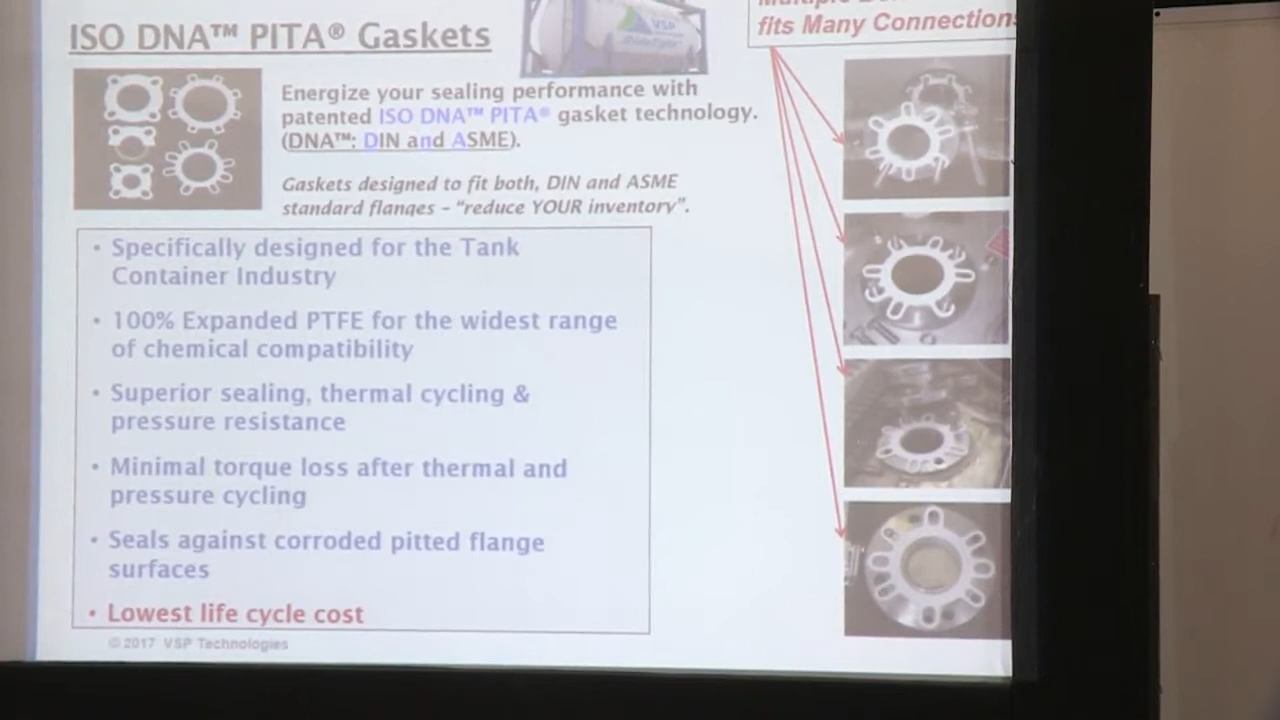 ISO DNA™ PITA® Gaskets
VSP
fits Many Connections
Energize your sealing performance with
patented ISO DNA™ PITA® gasket technology.
(DNA™: DIN and ASME).
Gaskets designed to fit both, DIN and ASME
standard flanges – “reduce YOUR inventory”.
• Specifically designed for the Tank
Container Industry
• 100% Expanded PTFE for the widest range
of chemical compatibility
• Superior sealing, thermal cycling &
pressure resistance
• Minimal torque loss after thermal and
pressure cycling
• Seals against corroded pitted flange
surfaces
• Lowest life cycle cost
© 2017 VSP Technologies